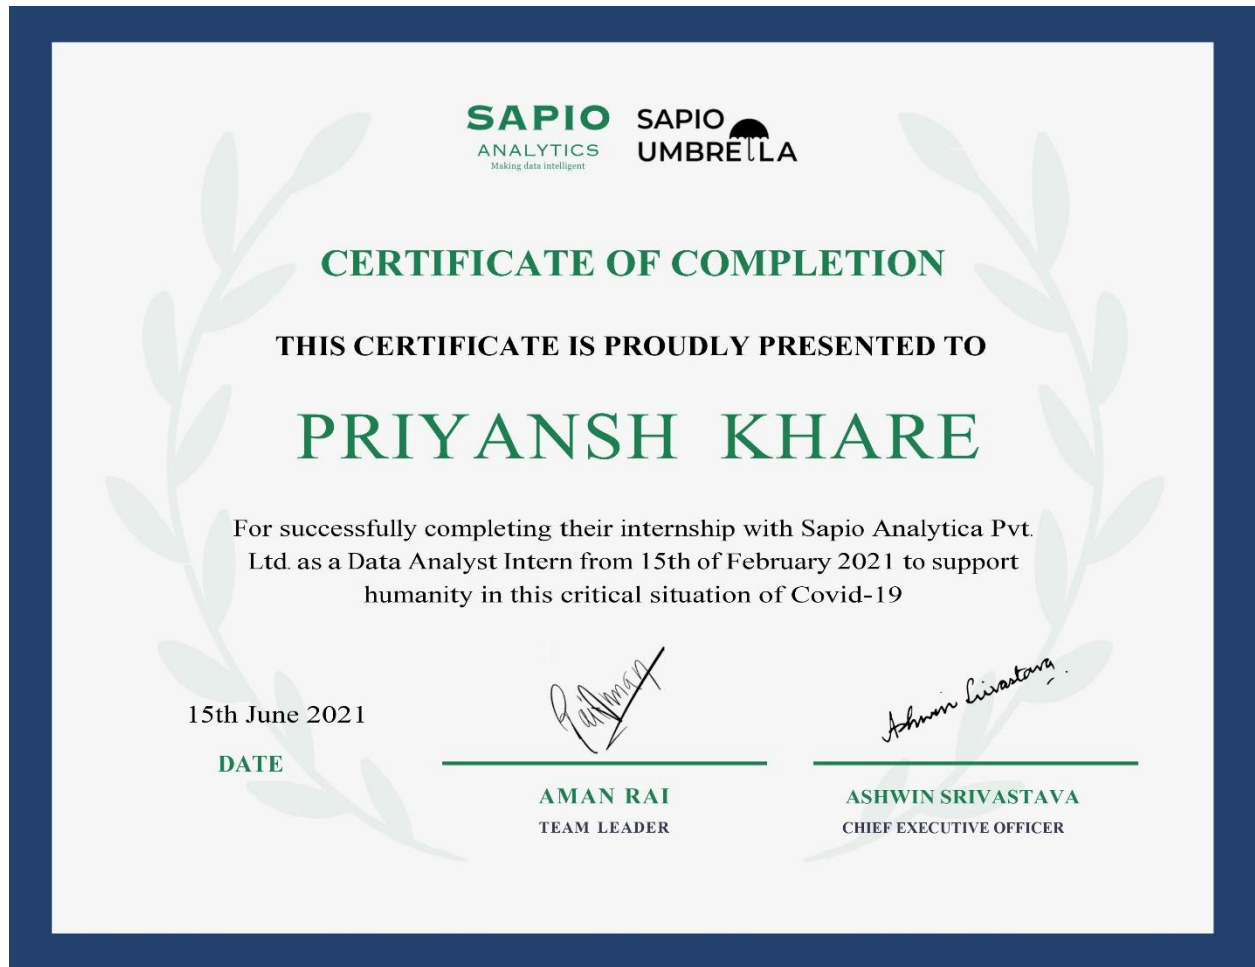 SAPIO
ANALYTICS
Making data intelligent
SAPIO
UMBRELLA
CERTIFICATE OF COMPLETION
THIS CERTIFICATE IS PROUDLY PRESENTED TO
PRIYANSH KHARE
For successfully completing their internship with Sapio Analytica Pvt.
Ltd. as a Data Analyst Intern from 15th of February 2021 to support
humanity in this critical situation of Covid-19
15th June 2021
DATE
RaiAman
AMAN RAI
TEAM LEADER
Ashwin Srivastava
ASHWIN SRIVASTAVA
CHIEF EXECUTIVE OFFICER